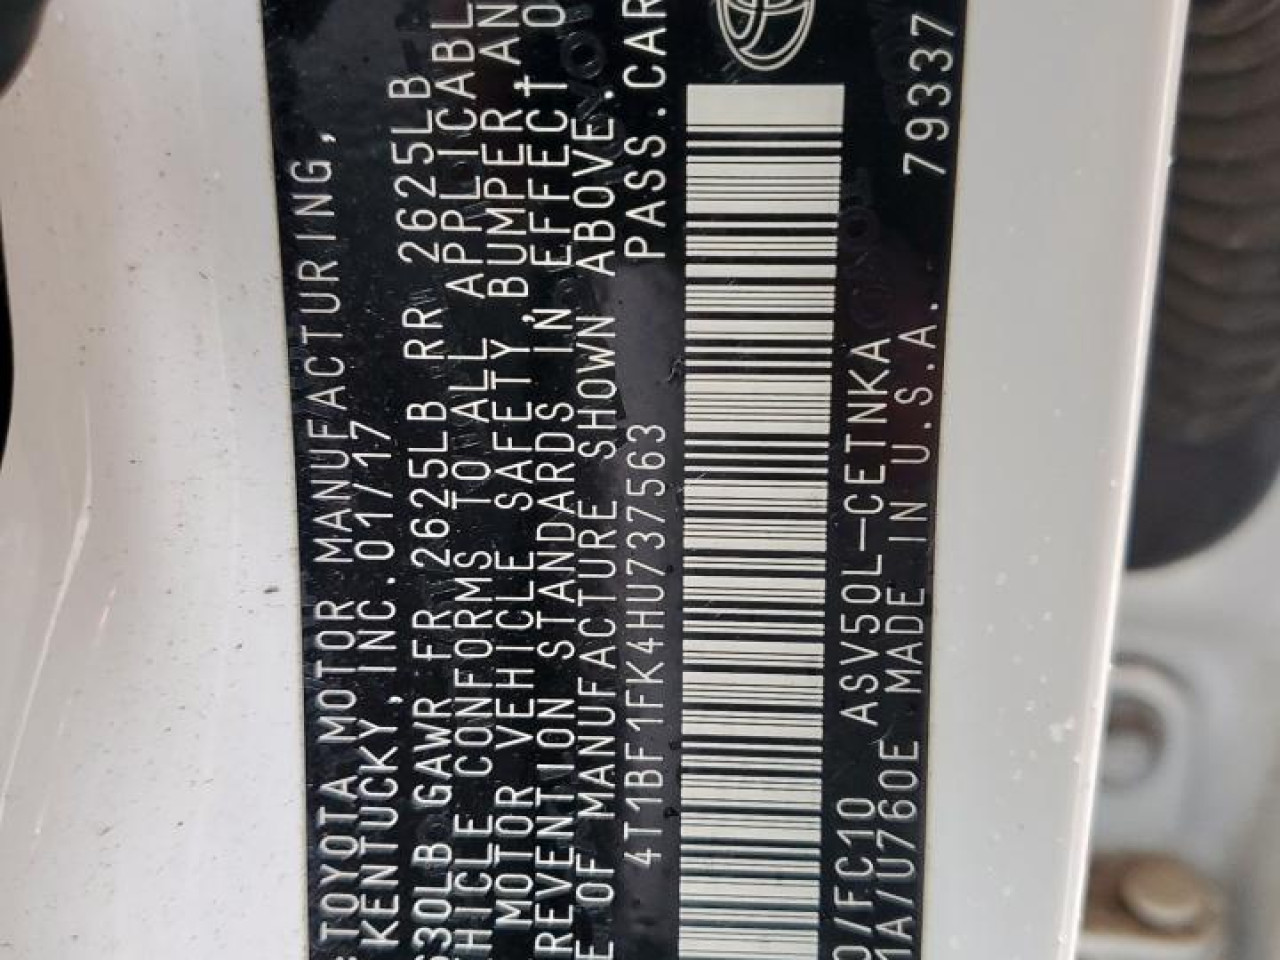 : TOYOTA MOTOR MANUFACTURING,
KENTUCKY, INC. 01/17
630LB GAWR FR 2625LB RR 2625LB
HICLE CONFORMS TO ALL APPLICABL
MOTOR VEHICLE SAFETY, BUMPER AN
REVENTION STANDARDS IN EFFECT O
E OF MANUFACTURE SHOWN ABOVE.
4T1BF1FK4HU737563 PASS.CAR
0/FC10 ASV50L-CETNKA
MA/U760E MADE IN U.S.A. 79337